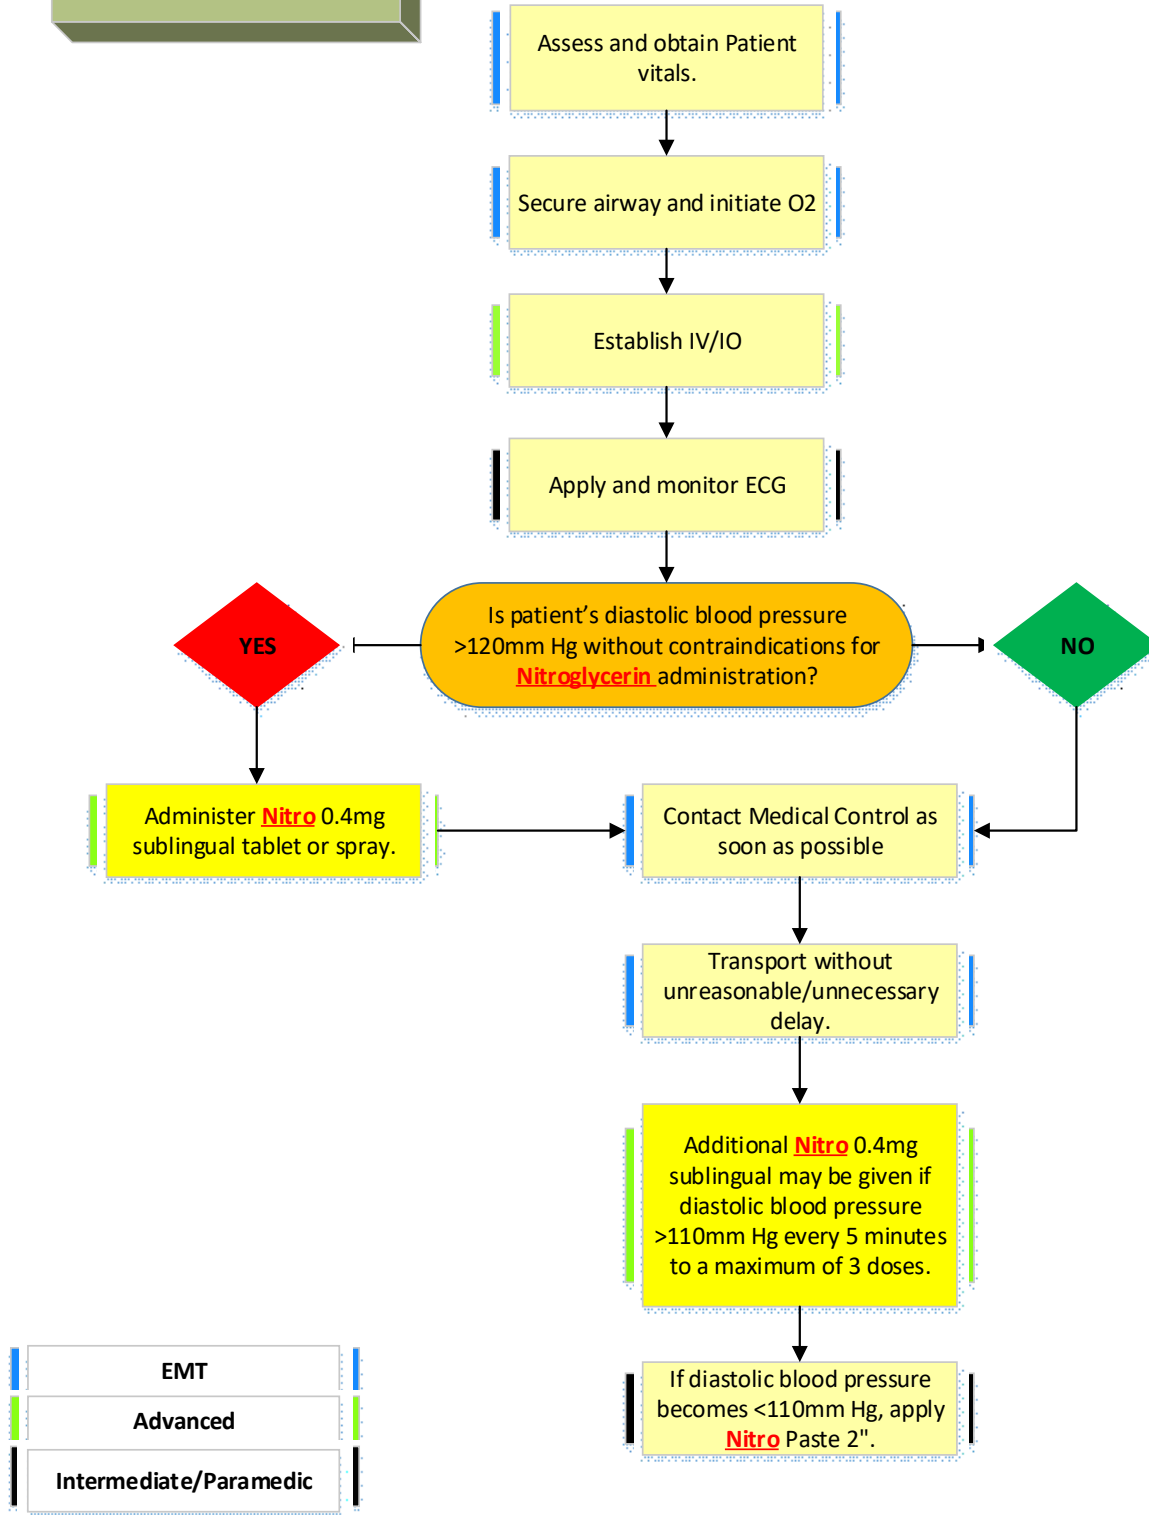 Assess and obtain Patient
vitals.
Secure airway and initiate O2
Establish IV/IO
Apply and monitor ECG
Is patient’s diastolic blood pressure
>120mm Hg without contraindications for
Nitroglycerin administration?
YES
NO
Administer Nitro 0.4mg
sublingual tablet or spray.
Contact Medical Control as
soon as possible
Transport without
unreasonable/unnecessary
delay.
Additional Nitro 0.4mg
sublingual may be given if
diastolic blood pressure
>110mm Hg every 5 minutes
to a maximum of 3 doses.
If diastolic blood pressure
becomes <110mm Hg, apply
Nitro Paste 2".
EMT
Advanced
Intermediate/Paramedic